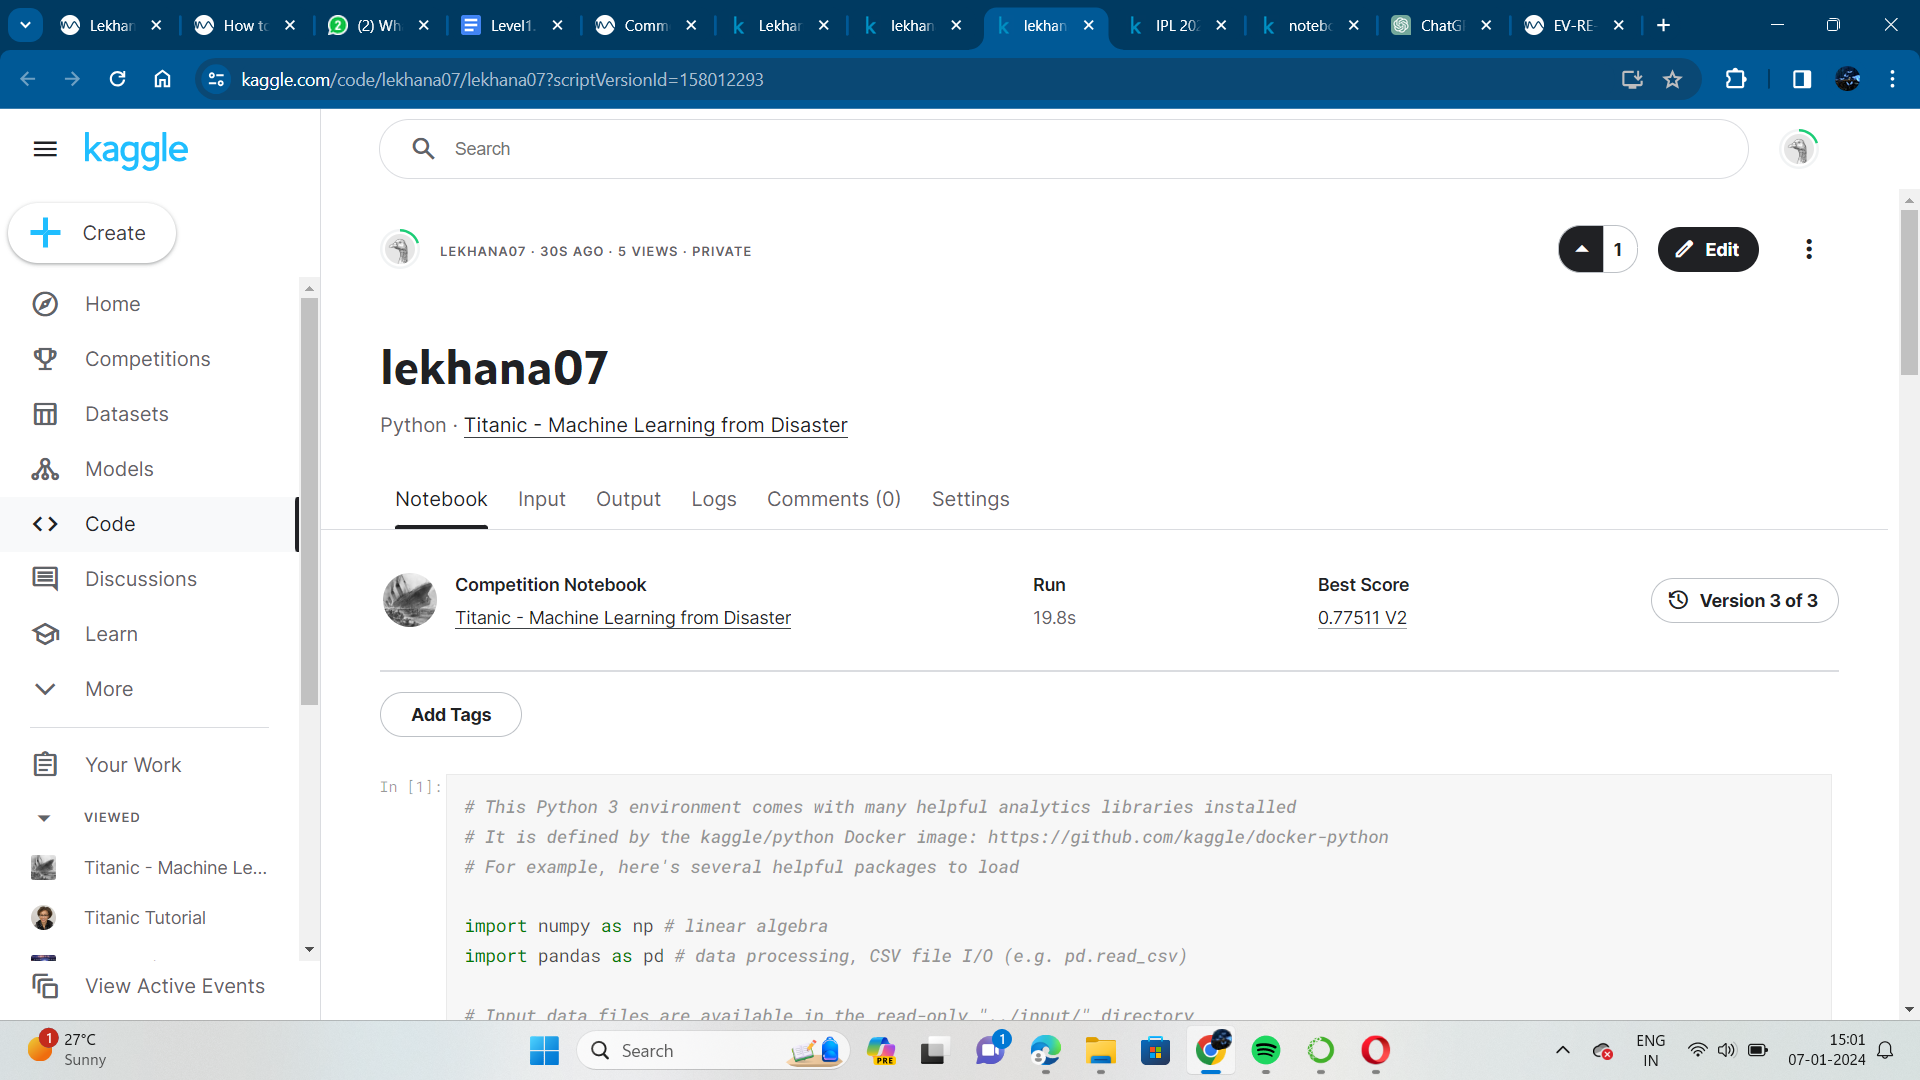 Lekhan
How to
(2) Wh
Level1.
Comm
Lekhar
lekhan
lekhan
IPL 202
notebo
ChatG
EV-RE-
kaggle.com/code/lekhana07/lekhana07?scriptVersionId=158012293
kaggle
Search
Create
LEKHANA07 · 30S AGO · 5 VIEWS · PRIVATE
1
Edit
Home
Competitions
Datasets
Models
Code
Discussions
Learn
More
Your Work
VIEWED
Titanic - Machine Le...
Titanic Tutorial
View Active Events
lekhana07
Python · Titanic - Machine Learning from Disaster
Notebook
Input
Output
Logs
Comments (0)
Settings
Competition Notebook
Titanic - Machine Learning from Disaster
Run
19.8s
Best Score
0.77511 V2
Version 3 of 3
Add Tags
In [1]:
# This Python 3 environment comes with many helpful analytics libraries installed
# It is defined by the kaggle/python Docker image: https://github.com/kaggle/docker-python
# For example, here's several helpful packages to load
import numpy as np # linear algebra
import pandas as pd # data processing, CSV file I/O (e.g. pd.read_csv)
# Input data files are available in the read-only "../input/" directory
1
27°C
Sunny
Search
PRE
1
ENG
IN
15:01
07-01-2024